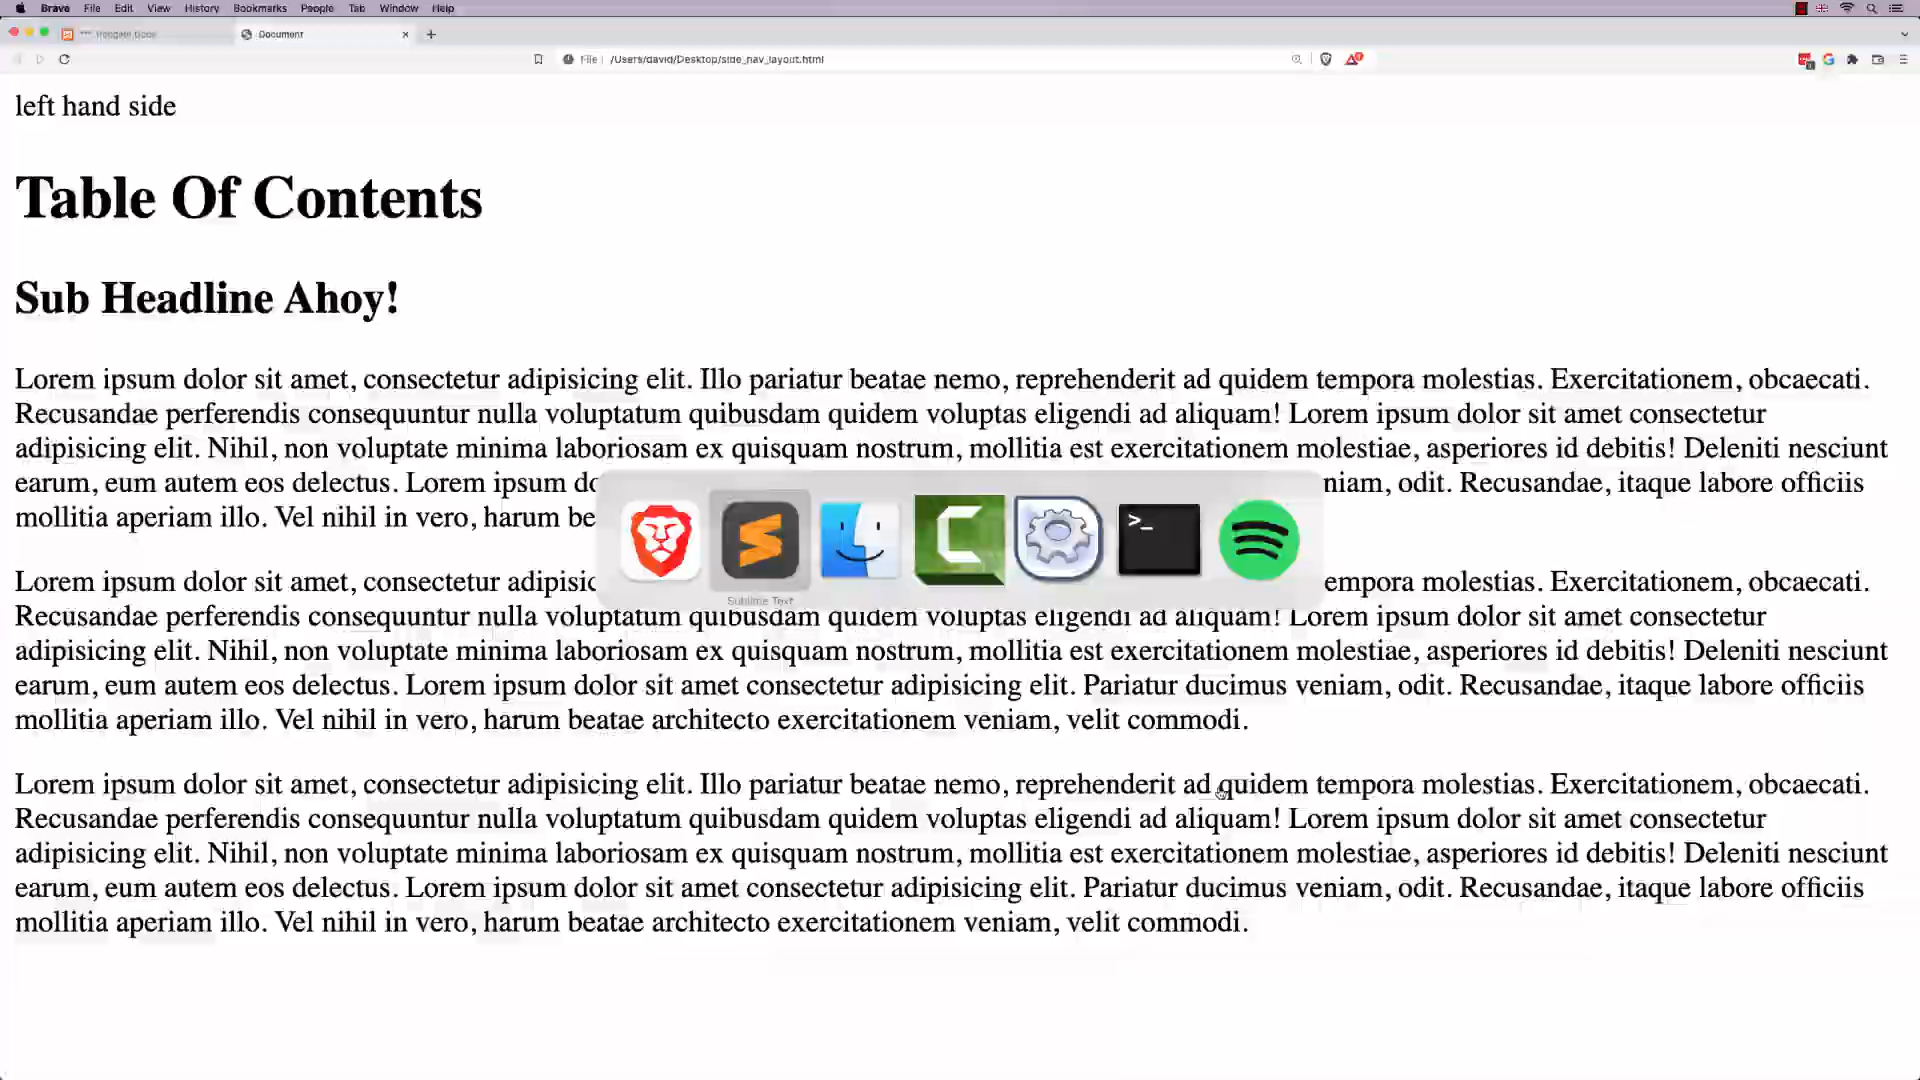 Brave File Edit View History Bookmarks People Tab Window Help
Document
File /Users/david/Desktop/side_nav_layout.html
left hand side
Table Of Contents
Sub Headline Ahoy!
Lorem ipsum dolor sit amet, consectetur adipisicing elit. Illo pariatur beatae nemo, reprehenderit ad quidem tempora molestias. Exercitationem, obcaecati.
Recusandae perferendis consequuntur nulla voluptatum quibusdam quidem voluptas eligendi ad aliquam! Lorem ipsum dolor sit amet consectetur
adipisicing elit. Nihil, non voluptate minima laboriosam ex quisquam nostrum, mollitia est exercitationem molestiae, asperiores id debitis! Deleniti nesciunt
earum, eum autem eos delectus. Lorem ipsum do niam, odit. Recusandae, itaque labore officiis
mollitia aperiam illo. Vel nihil in vero, harum be
Lorem ipsum dolor sit amet, consectetur adipisic empora molestias. Exercitationem, obcaecati.
Sublime Text
Recusandae perferendis consequuntur nulla voluptatum quibusdam quidem voluptas eligendi ad aliquam! Lorem ipsum dolor sit amet consectetur
adipisicing elit. Nihil, non voluptate minima laboriosam ex quisquam nostrum, mollitia est exercitationem molestiae, asperiores id debitis! Deleniti nesciunt
earum, eum autem eos delectus. Lorem ipsum dolor sit amet consectetur adipisicing elit. Pariatur ducimus veniam, odit. Recusandae, itaque labore officiis
mollitia aperiam illo. Vel nihil in vero, harum beatae architecto exercitationem veniam, velit commodi.
Lorem ipsum dolor sit amet, consectetur adipisicing elit. Illo pariatur beatae nemo, reprehenderit ad quidem tempora molestias. Exercitationem, obcaecati.
Recusandae perferendis consequuntur nulla voluptatum quibusdam quidem voluptas eligendi ad aliquam! Lorem ipsum dolor sit amet consectetur
adipisicing elit. Nihil, non voluptate minima laboriosam ex quisquam nostrum, mollitia est exercitationem molestiae, asperiores id debitis! Deleniti nesciunt
earum, eum autem eos delectus. Lorem ipsum dolor sit amet consectetur adipisicing elit. Pariatur ducimus veniam, odit. Recusandae, itaque labore officiis
mollitia aperiam illo. Vel nihil in vero, harum beatae architecto exercitationem veniam, velit commodi.